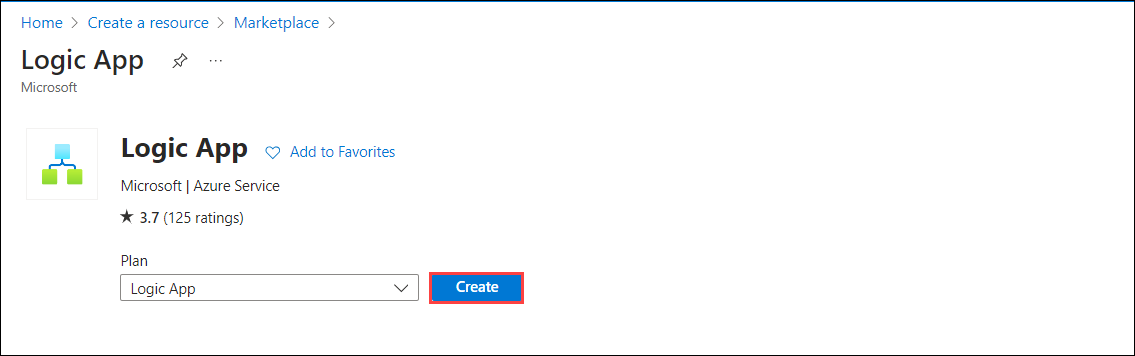 Home > Create a resource > Marketplace >
Logic App ...
Microsoft
Logic App Add to Favorites
Microsoft | Azure Service
★ 3.7 (125 ratings)
Plan
Logic App Create